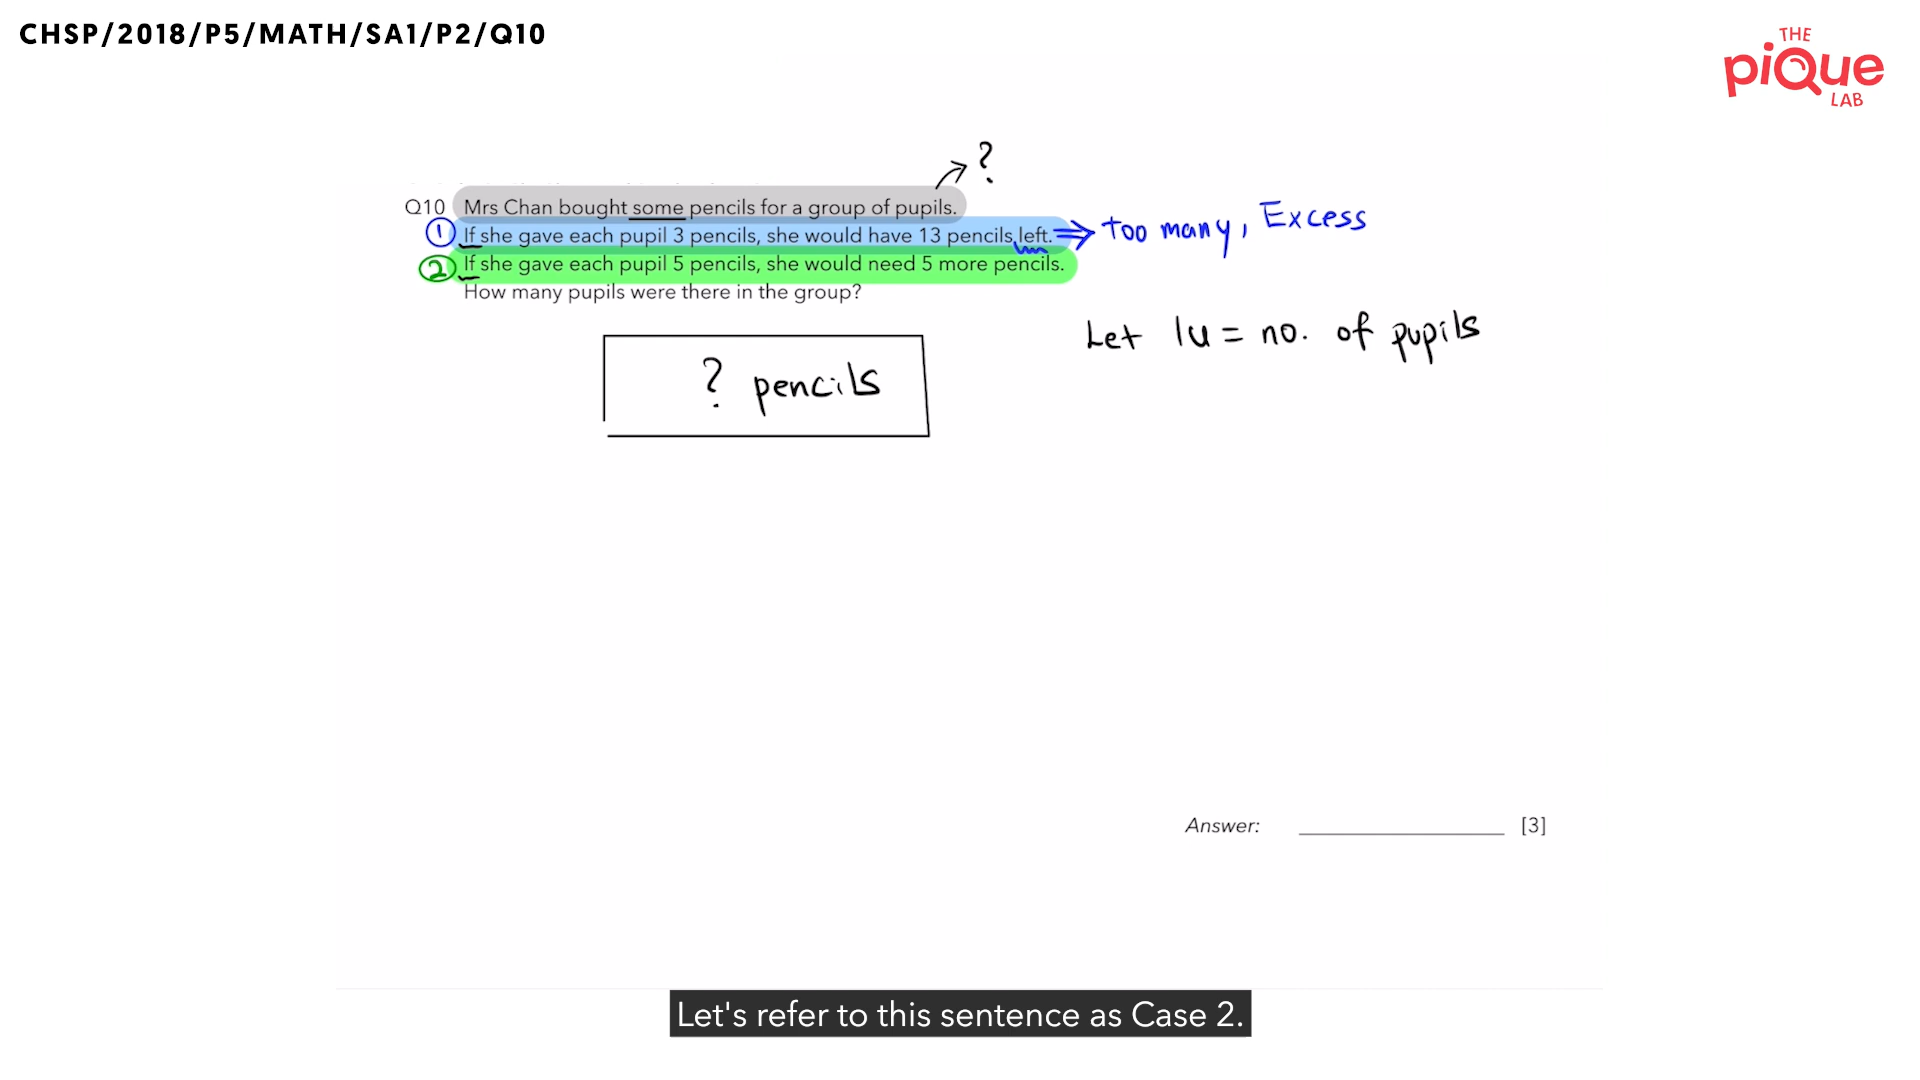 CHSP/2018/P5/MATH/SA1/P2/Q10
THE
piQue
LAB
?
Q10 Mrs Chan bought some pencils for a group of pupils.
1 If she gave each pupil 3 pencils, she would have 13 pencils left. ⇒ too many, Excess
2 If she gave each pupil 5 pencils, she would need 5 more pencils.
How many pupils were there in the group?
Let 1u = no. of pupils
? pencils
Answer: ____________ [3]
Let's refer to this sentence as Case 2.